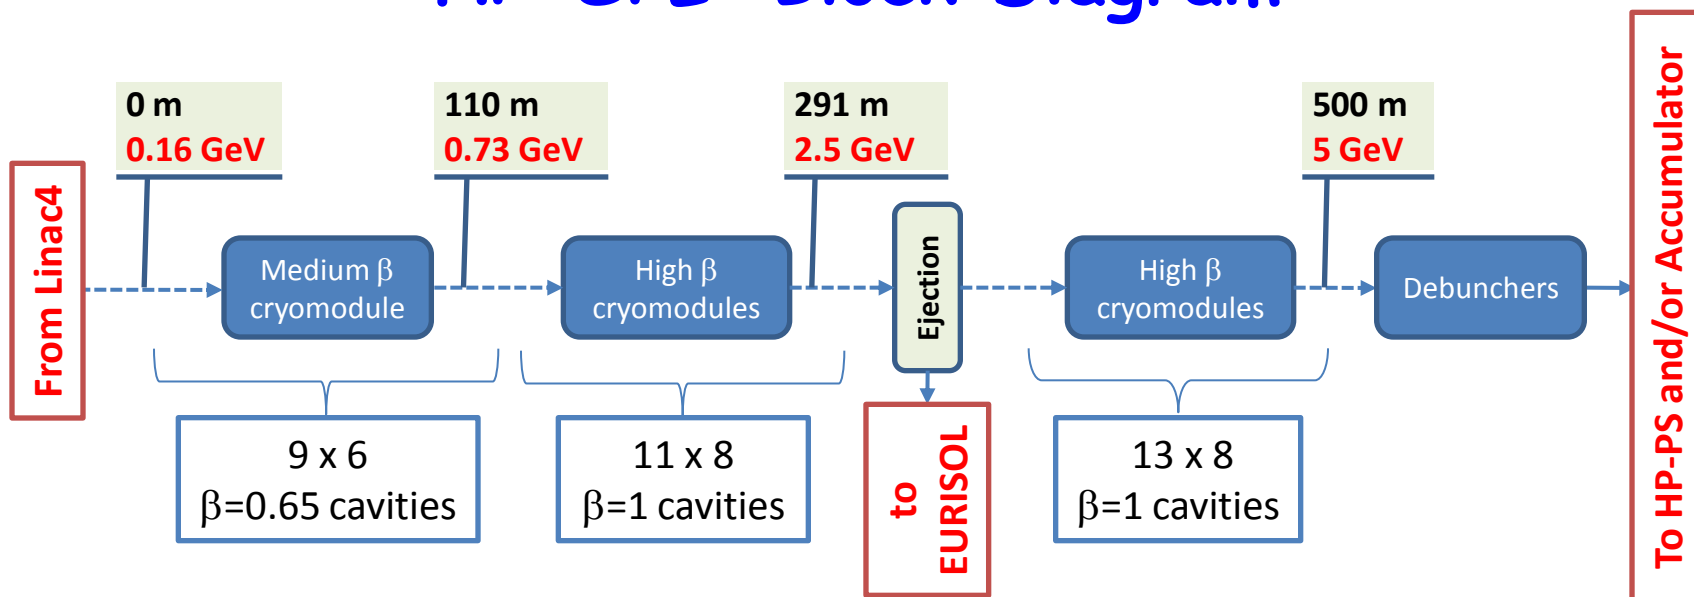 Block Diagram
0 m
0.16 GeV
110 m
0.73 GeV
291 m
2.5 GeV
500 m
5 GeV
From Linac4
Medium β
cryomodule
High β
cryomodules
Ejection
High β
cryomodules
Debunchers
To HP-PS and/or Accumulator
9 x 6
β=0.65 cavities
11 x 8
β=1 cavities
to
EURISOL
13 x 8
β=1 cavities